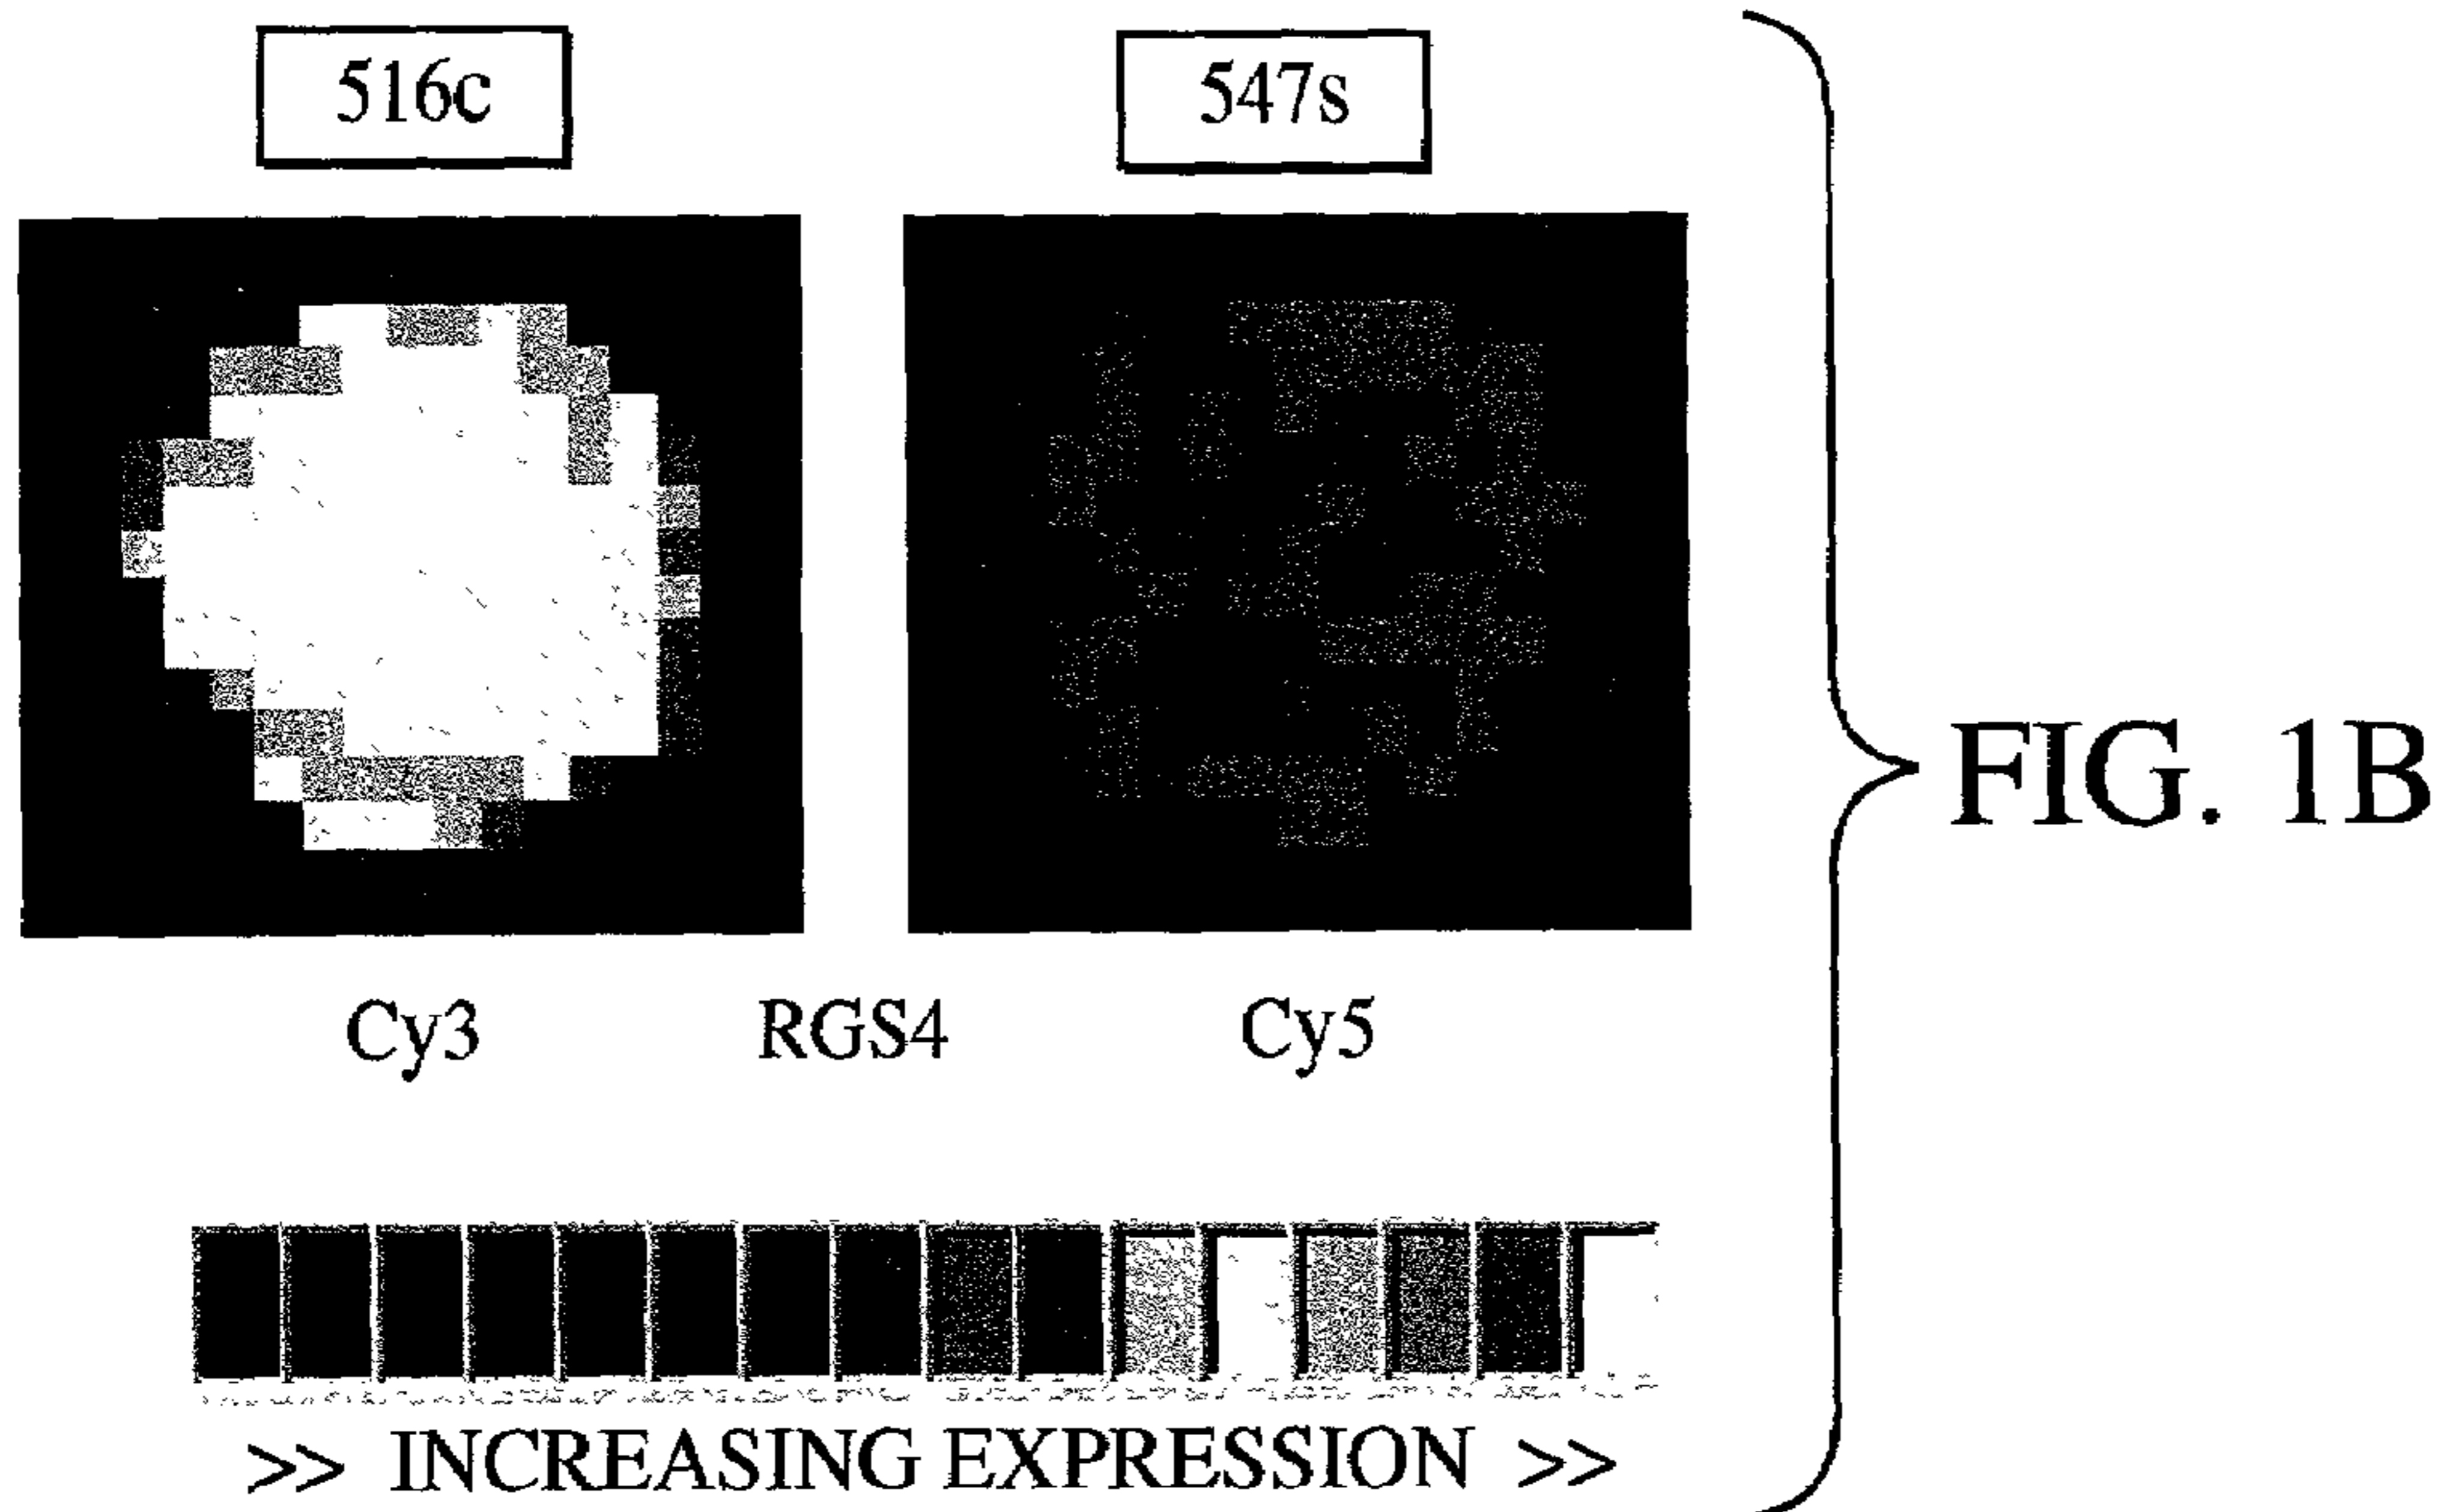 516c 547s
FIG. 1B
Cy3 RGS4 Cy5
>> INCREASING EXPRESSION >>